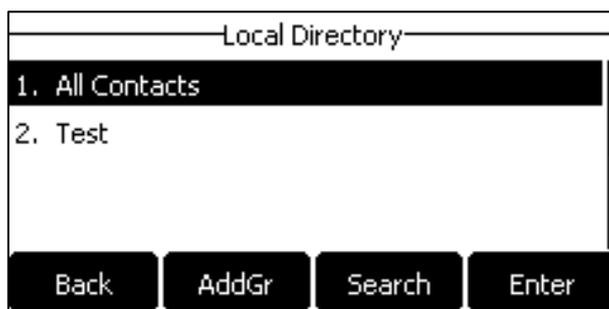 Local Directory
1. All Contacts
2. Test
Back AddGr Search Enter